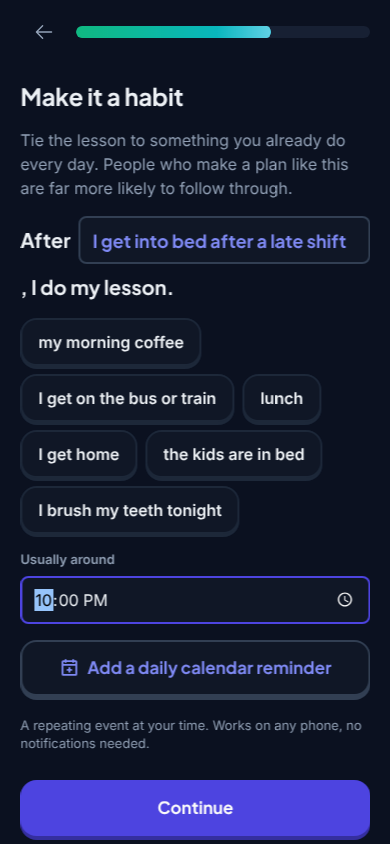 Make it a habit
Tie the lesson to something you already do
every day. People who make a plan like this
are far more likely to follow through.
After I get into bed after a late shift
, I do my lesson.
my morning coffee
I get on the bus or train lunch
I get home the kids are in bed
I brush my teeth tonight
Usually around
10:00 PM
Add a daily calendar reminder
A repeating event at your time. Works on any phone, no
notifications needed.
Continue